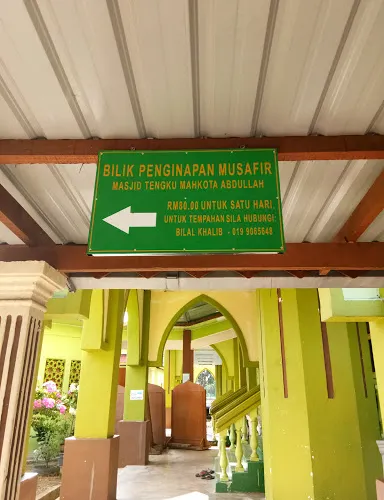 BILIK PENGINAPAN MUSAFIR
MASJID TENGKU MAHKOTA ABDULLAH
RM80.00 UNTUK SATU HARI.
UNTUK TEMPAHAN SILA HUBUNGI:
BILAL KHALIB - 019 9085648